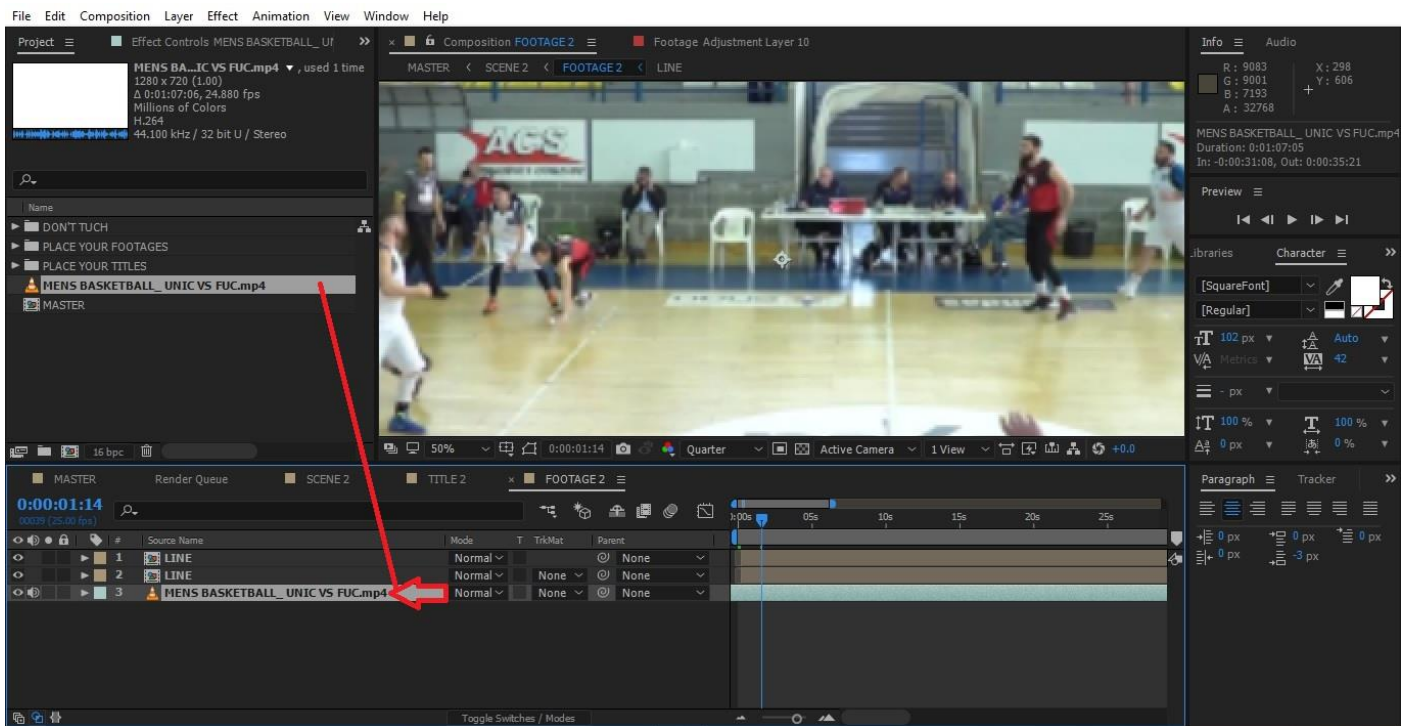 File Edit Composition Layer Effect Animation View Window Help
Project
Effect Controls MENS BASKETBALL_ UI
Composition FOOTAGE 2
Footage Adjustment Layer 10
Info Audio
MENS BA...IC VS FUC.mp4 , used 1 time
1280 x 720 (1.00)
Δ 0:01:07:06, 24.880 fps
Millions of Colors
H.264
44.100 kHz / 32 bit U / Stereo
MASTER SCENE 2 FOOTAGE 2 LINE
Name
DON'T TUCH
PLACE YOUR FOOTAGES
PLACE YOUR TITLES
MENS BASKETBALL_ UNIC VS FUC.mp4
MASTER
16 bpc
AGS
50% 0:00:01:14 Quarter Active Camera 1 View +0.0
R : 9083 X : 298
G : 9001 Y : 606
B : 7193
A : 32768
MENS BASKETBALL_ UNIC VS FUC.mp4
Duration: 0:01:07:05
In: -0:00:31:08, Out: 0:00:35:21
Preview
.ibraries Character
[SquareFont]
[Regular]
102 px Auto
Metrics 42
- px
100 % 100 %
0 px 0 %
MASTER Render Queue SCENE 2 TITLE 2 FOOTAGE 2
0:00:01:14
00039 (25.00 fps)
):00s 05s 10s 15s 20s 25s
# Source Name Mode T TrkMat Parent
1 LINE Normal None
2 LINE Normal None None
3 MENS BASKETBALL_ UNIC VS FUC.mp4 Normal None None
Toggle Switches / Modes
Paragraph Tracker
0 px 0 px 0 px
0 px -3 px